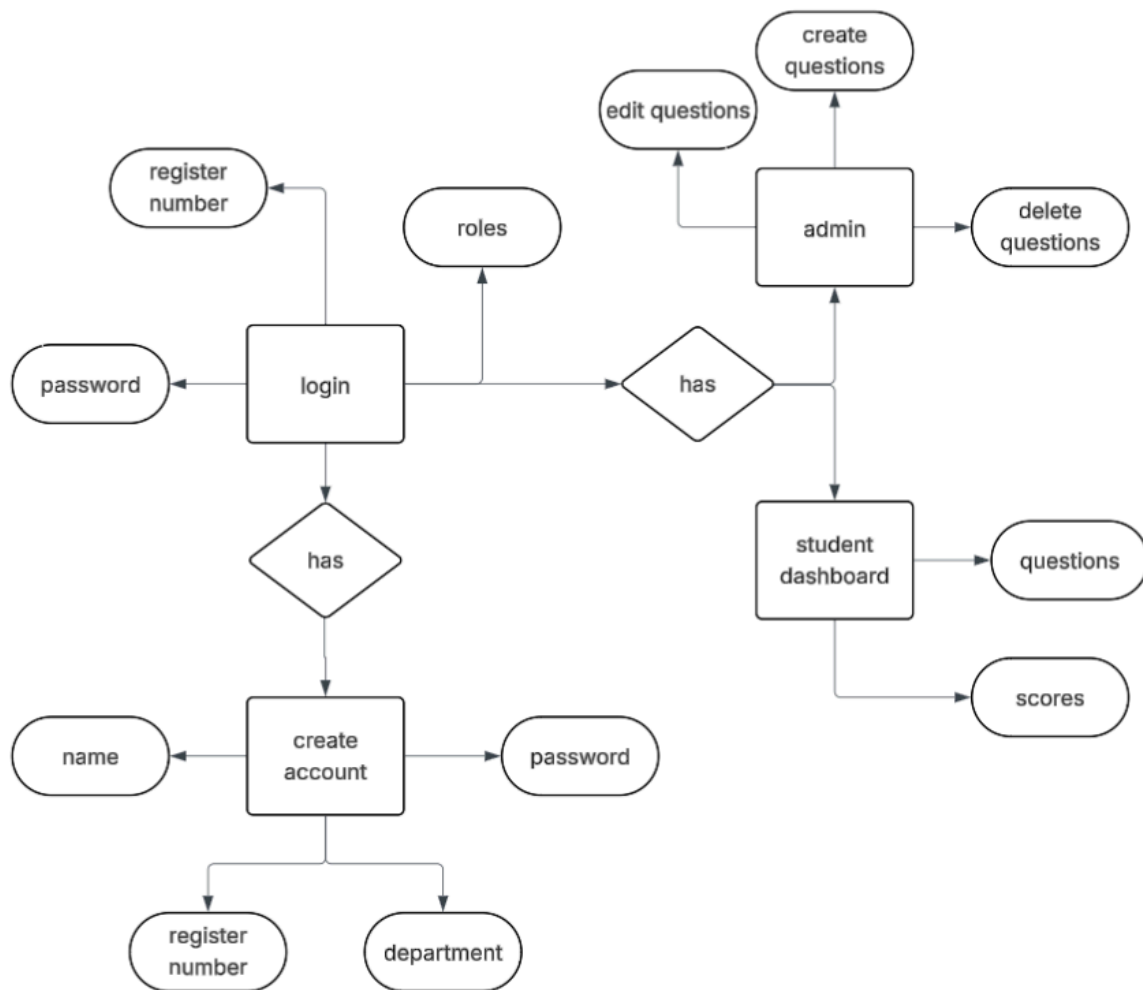 create
questions
edit questions
register
number
roles
admin
delete
questions
password
login
has
has
student
dashboard
questions
scores
name
create
account
password
register
number
department